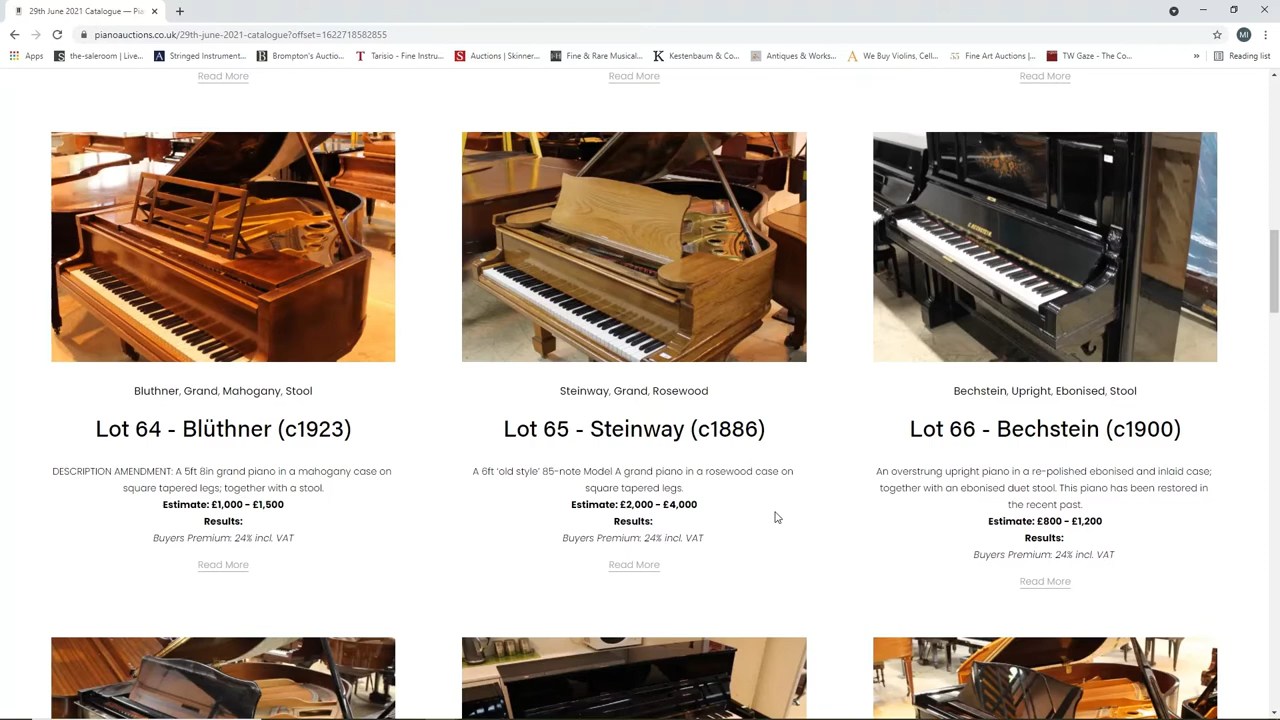 29th June 2021 Catalogue — Pia
pianoauctions.co.uk/29th-june-2021-catalogue?offset=1622718582855
MI
Apps
the-saleroom | Live...
Stringed Instrument...
Brompton's Auctio...
Tarisio - Fine Instru...
Auctions | Skinner...
Fine & Rare Musical...
Kestenbaum & Co...
Antiques & Works...
We Buy Violins, Cell...
Fine Art Auctions |...
TW Gaze - The Co...
»
Reading list
Read More
Read More
Read More
Bluthner, Grand, Mahogany, Stool
Lot 64 - Blüthner (c1923)
DESCRIPTION AMENDMENT: A 5ft 8in grand piano in a mahogany case on
square tapered legs; together with a stool.
Estimate: £1,000 - £1,500
Results:
Buyers Premium: 24% incl. VAT
Read More
Steinway, Grand, Rosewood
Lot 65 - Steinway (c1886)
A 6ft ‘old style’ 85-note Model A grand piano in a rosewood case on
square tapered legs.
Estimate: £2,000 - £4,000
Results:
Buyers Premium: 24% incl. VAT
Read More
Bechstein, Upright, Ebonised, Stool
Lot 66 - Bechstein (c1900)
An overstrung upright piano in a re-polished ebonised and inlaid case;
together with an ebonised duet stool. This piano has been restored in
the recent past.
Estimate: £800 - £1,200
Results:
Buyers Premium: 24% incl. VAT
Read More